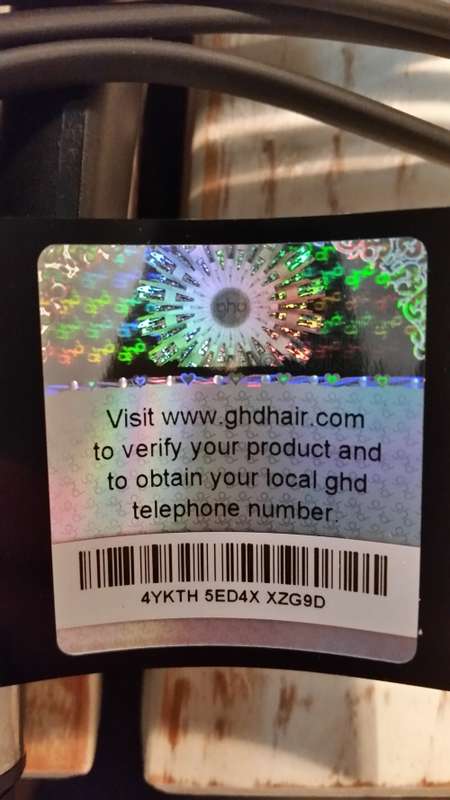 ghd
Visit www.ghdhair.com
to verify your product and
to obtain your local ghd
telephone number
4YKTH 5ED4X XZG9D